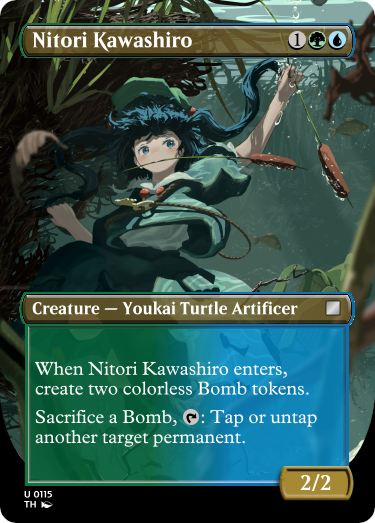 Nitori Kawashiro 1
Creature — Youkai Turtle Artificer
When Nitori Kawashiro enters,
create two colorless Bomb tokens.
Sacrifice a Bomb, : Tap or untap
another target permanent.
2/2
U 0115
TH